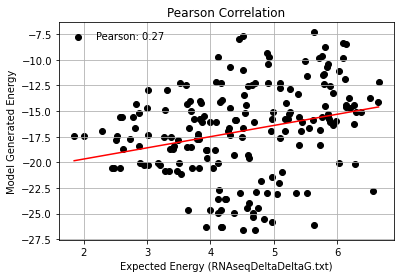 Pearson Correlation
Pearson: 0.27
Model Generated Energy
-7.5
-10.0
-12.5
-15.0
-17.5
-20.0
-22.5
-25.0
-27.5
2 3 4 5 6
Expected Energy (RNAseqDeltaDeltaG.txt)